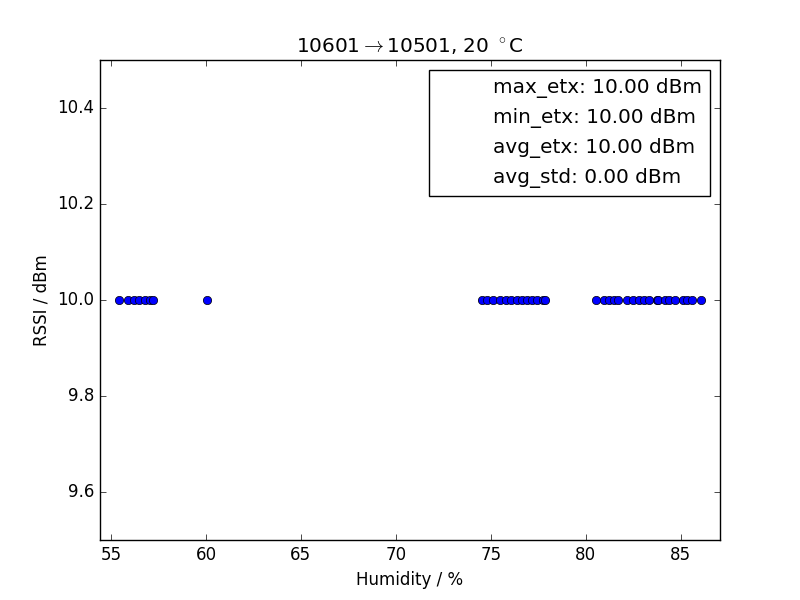 10601→10501, 20 °C
max_etx: 10.00 dBm
min_etx: 10.00 dBm
avg_etx: 10.00 dBm
avg_std: 0.00 dBm
10.4
10.2
10.0
9.8
9.6
RSSI / dBm
55 60 65 70 75 80 85
Humidity / %